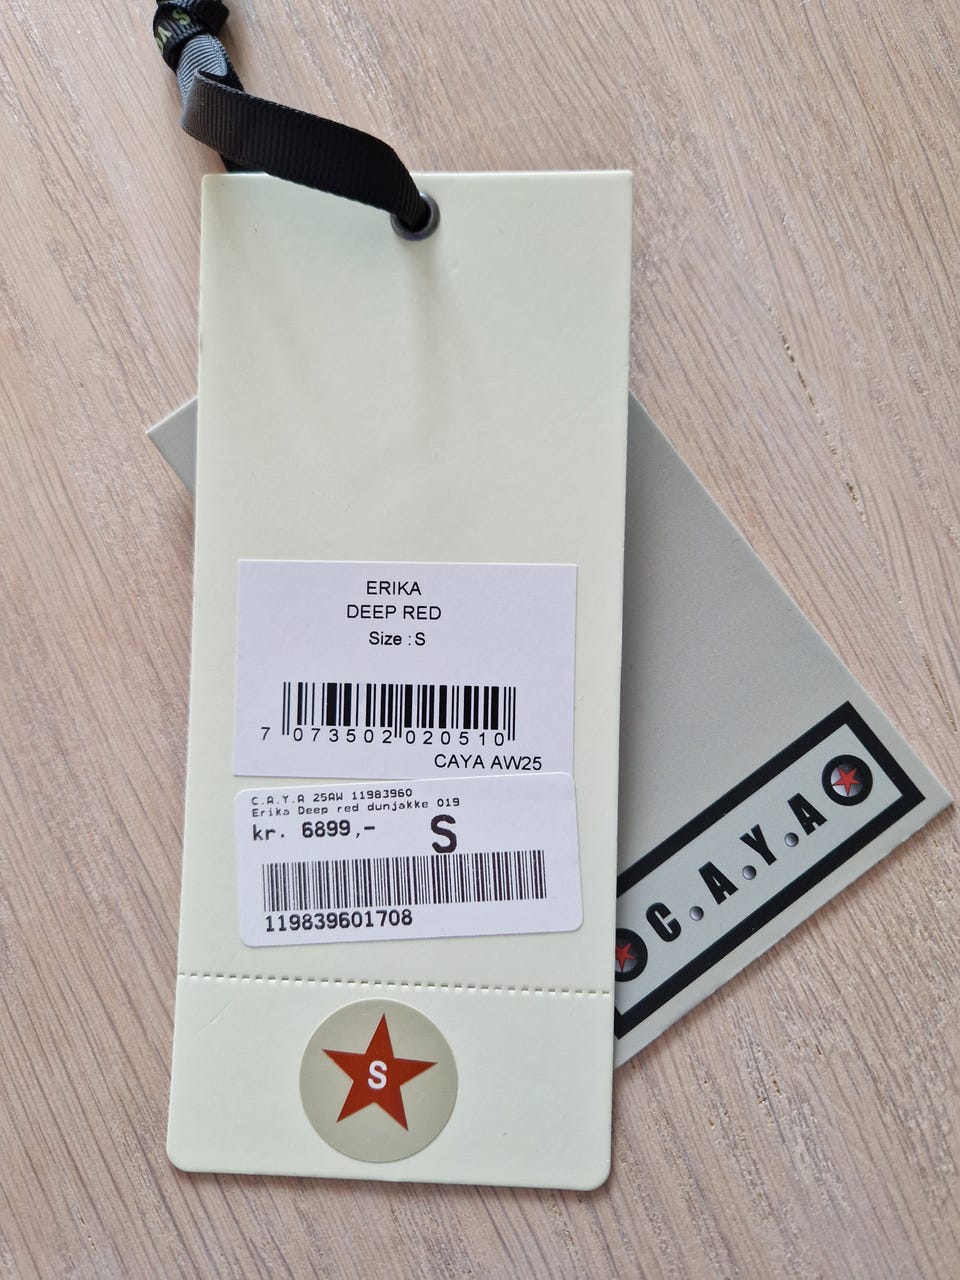 ERIKA
DEEP RED
Size : S
7 073502 020510
CAYA AW25
C.A.Y.A 25AW 11983960
Erika Deep red dunjakke 019
kr. 6899,- S
119839601708
S
C.A.Y.A